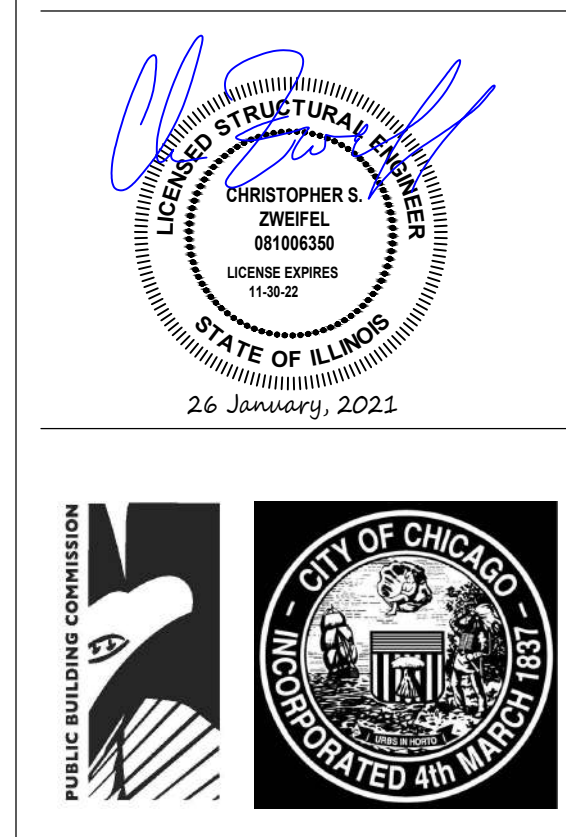 LICENSED STRUCTURAL ENGINEER
CHRISTOPHER S.
ZWEIFEL
081006350
LICENSE EXPIRES
11-30-22
STATE OF ILLINOIS
26 January, 2021
PUBLIC BUILDING COMMISSION
CITY OF CHICAGO
INCORPORATED 4th MARCH 1837
URBS IN HORTO